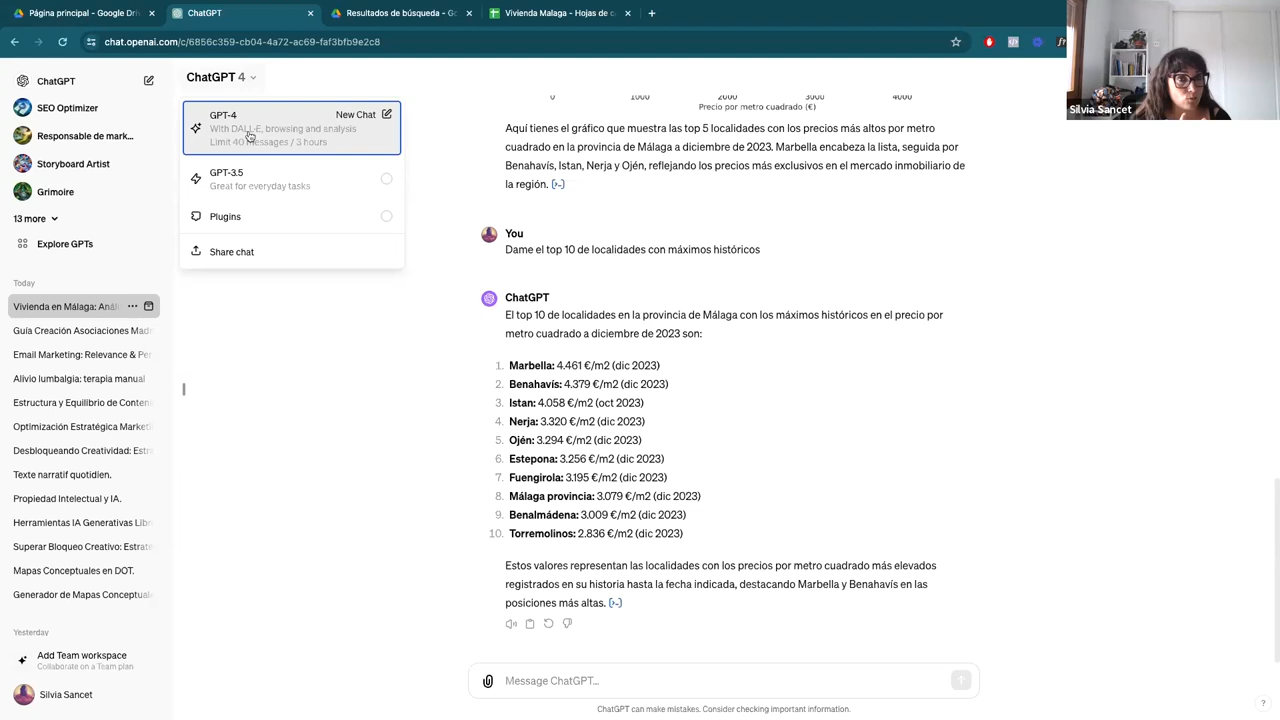 Página principal - Google Driv
ChatGPT
Resultados de búsqueda - Go
Vivienda Malaga - Hojas de c
chat.openai.com/c/6856c359-cb04-4a72-ac69-faf3bfb9e2c8
Silvia Sancet
ChatGPT
SEO Optimizer
Responsable de mark...
Storyboard Artist
Grimoire
13 more
Explore GPTs
Today
Vivienda en Málaga: Anál
Guía Creación Asociaciones Madr
Email Marketing: Relevance & Per
Alivio lumbalgia: terapia manual
Estructura y Equilibrio de Conten
Optimización Estratégica Marketi
Desbloqueando Creatividad: Estra
Texte narratif quotidien.
Propiedad Intelectual y IA.
Herramientas IA Generativas Libr
Superar Bloqueo Creativo: Estrate
Mapas Conceptuales en DOT.
Generador de Mapas Conceptuale
Yesterday
Add Team workspace
Collaborate on a Team plan
Silvia Sancet
ChatGPT 4
GPT-4 New Chat
With DALL·E, browsing and analysis
Limit 40 messages / 3 hours
GPT-3.5
Great for everyday tasks
Plugins
Share chat
0 1000 2000 3000 4000
Precio por metro cuadrado (€)
Aquí tienes el gráfico que muestra las top 5 localidades con los precios más altos por metro
cuadrado en la provincia de Málaga a diciembre de 2023. Marbella encabeza la lista, seguida por
Benahavís, Istan, Nerja y Ojén, reflejando los precios más exclusivos en el mercado inmobiliario de
la región. [>-]
You
Dame el top 10 de localidades con máximos históricos
ChatGPT
El top 10 de localidades en la provincia de Málaga con los máximos históricos en el precio por
metro cuadrado a diciembre de 2023 son:
1. Marbella: 4.461 €/m2 (dic 2023)
2. Benahavís: 4.379 €/m2 (dic 2023)
3. Istan: 4.058 €/m2 (oct 2023)
4. Nerja: 3.320 €/m2 (dic 2023)
5. Ojén: 3.294 €/m2 (dic 2023)
6. Estepona: 3.256 €/m2 (dic 2023)
7. Fuengirola: 3.195 €/m2 (dic 2023)
8. Málaga provincia: 3.079 €/m2 (dic 2023)
9. Benalmádena: 3.009 €/m2 (dic 2023)
10. Torremolinos: 2.836 €/m2 (dic 2023)
Estos valores representan las localidades con los precios por metro cuadrado más elevados
registrados en su historia hasta la fecha indicada, destacando Marbella y Benahavís en las
posiciones más altas. [>-]
Message ChatGPT...
ChatGPT can make mistakes. Consider checking important information.
?